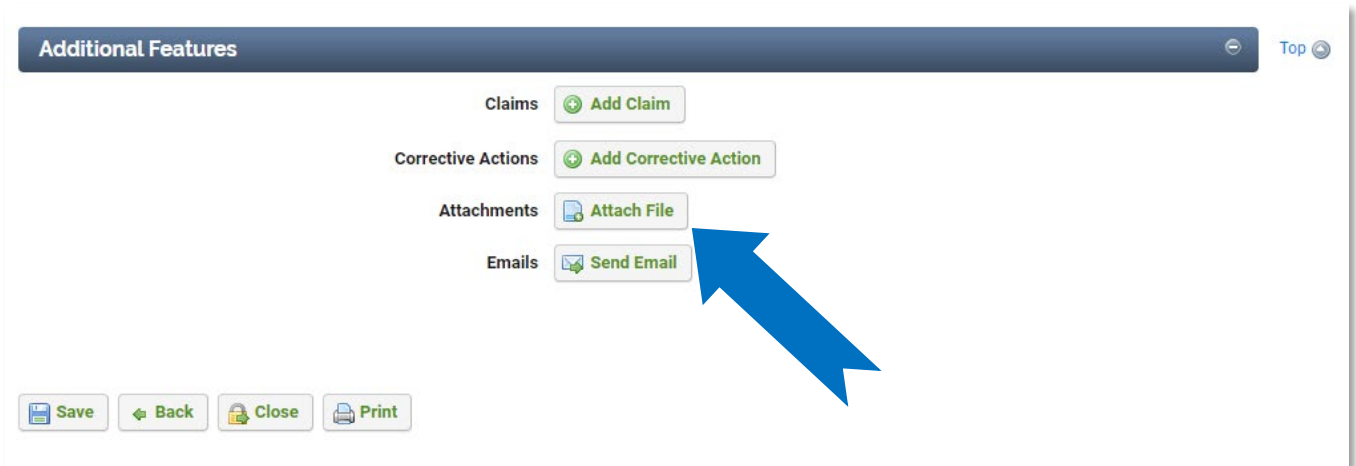 Additional Features
Top
Claims Add Claim
Corrective Actions Add Corrective Action
Attachments Attach File
Emails Send Email
Save Back Close Print